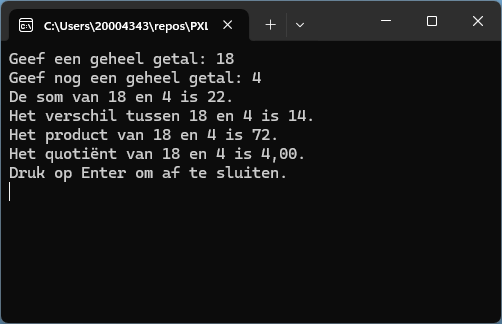 C:\Users\20004343\repos\PXL
Geef een geheel getal: 18
Geef nog een geheel getal: 4
De som van 18 en 4 is 22.
Het verschil tussen 18 en 4 is 14.
Het product van 18 en 4 is 72.
Het quotiënt van 18 en 4 is 4,00.
Druk op Enter om af te sluiten.